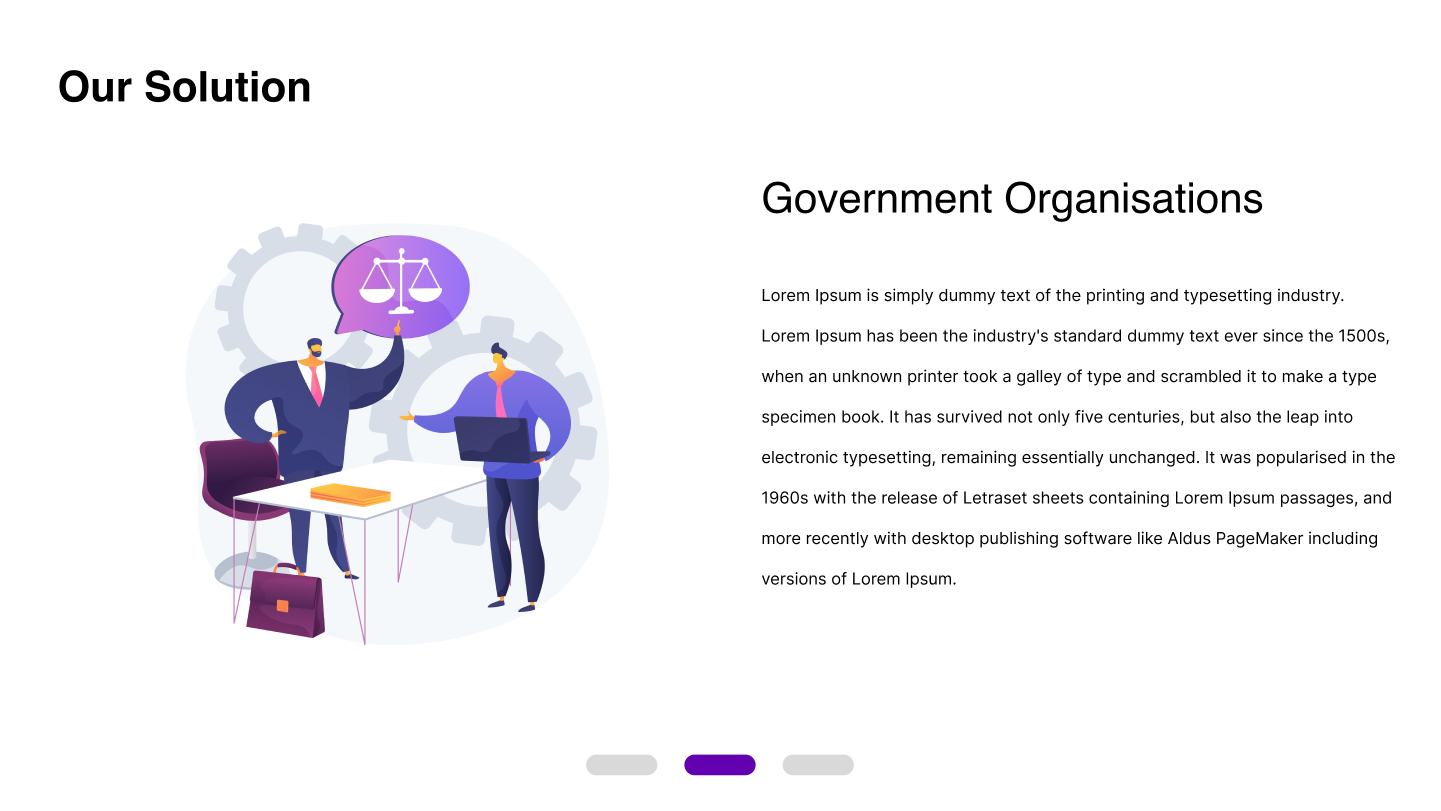 Our Solution
Government Organisations
Lorem Ipsum is simply dummy text of the printing and typesetting industry.
Lorem Ipsum has been the industry's standard dummy text ever since the 1500s,
when an unknown printer took a galley of type and scrambled it to make a type
specimen book. It has survived not only five centuries, but also the leap into
electronic typesetting, remaining essentially unchanged. It was popularised in the
1960s with the release of Letraset sheets containing Lorem Ipsum passages, and
more recently with desktop publishing software like Aldus PageMaker including
versions of Lorem Ipsum.